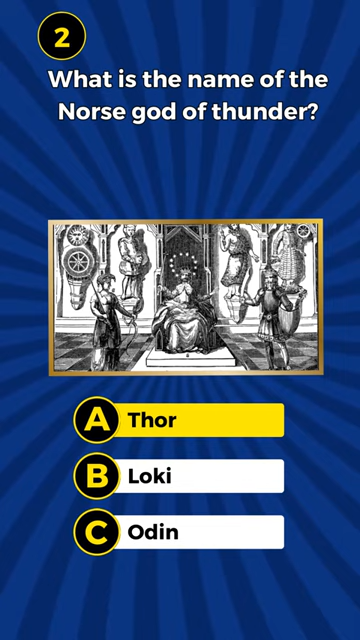 2
What is the name of the
Norse god of thunder?
A Thor
B Loki
C Odin